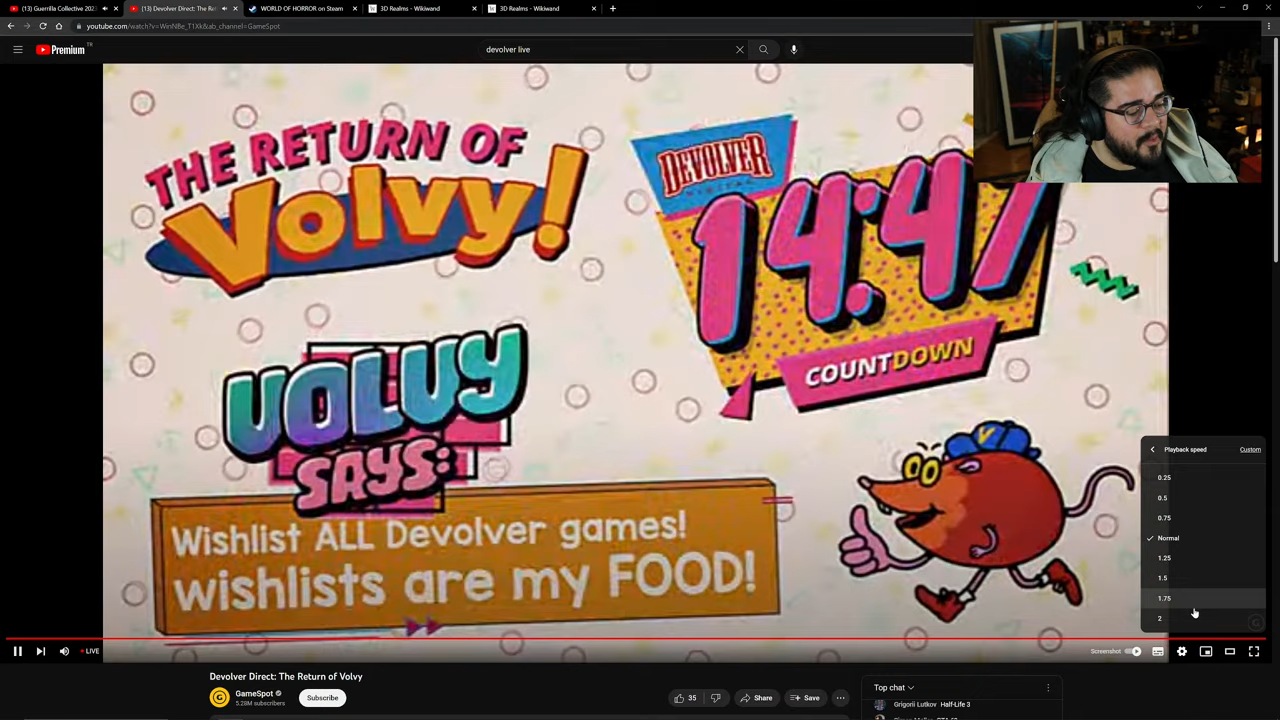 (13) Guerrilla Collective 202
(13) Devolver Direct: The Re
WORLD OF HORROR on Steam
3D Realms - Wikiwand
3D Realms - Wikiwand
youtube.com/watch?v=WinNBe_T1Xk&ab_channel=GameSpot
Premium
TR
devolver live
THE RETURN OF
Volvy!
DEVOLVER
DIGITAL
14:47
COUNTDOWN
VOLVY
SAYS:
Wishlist ALL Devolver games!
wishlists are my FOOD!
V
Playback speed
Custom
0.25
0.5
0.75
Normal
1.25
1.5
1.75
2
LIVE
Screenshot
Devolver Direct: The Return of Volvy
GameSpot
5.28M subscribers
Subscribe
35
Share
Save
Top chat
Grigorii Lutkov Half-Life 3